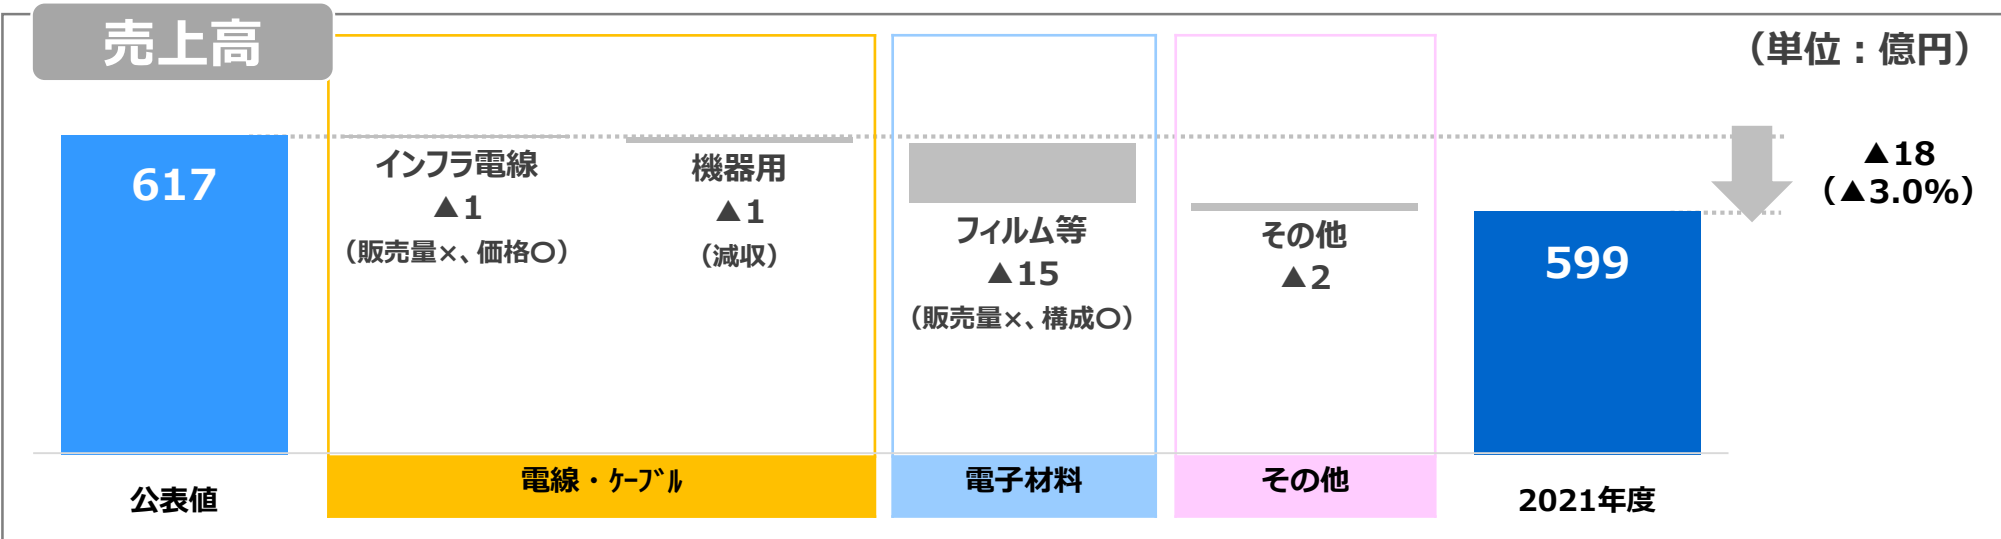 売上高
（単位：億円）
617
インフラ電線
▲1
（販売量×、価格〇）
機器用
▲1
（減収）
フィルム等
▲15
（販売量×、構成〇）
その他
▲2
599
▲18
（▲3.0%）
公表値
電線・ｹｰﾌﾞﾙ
電子材料
その他
2021年度